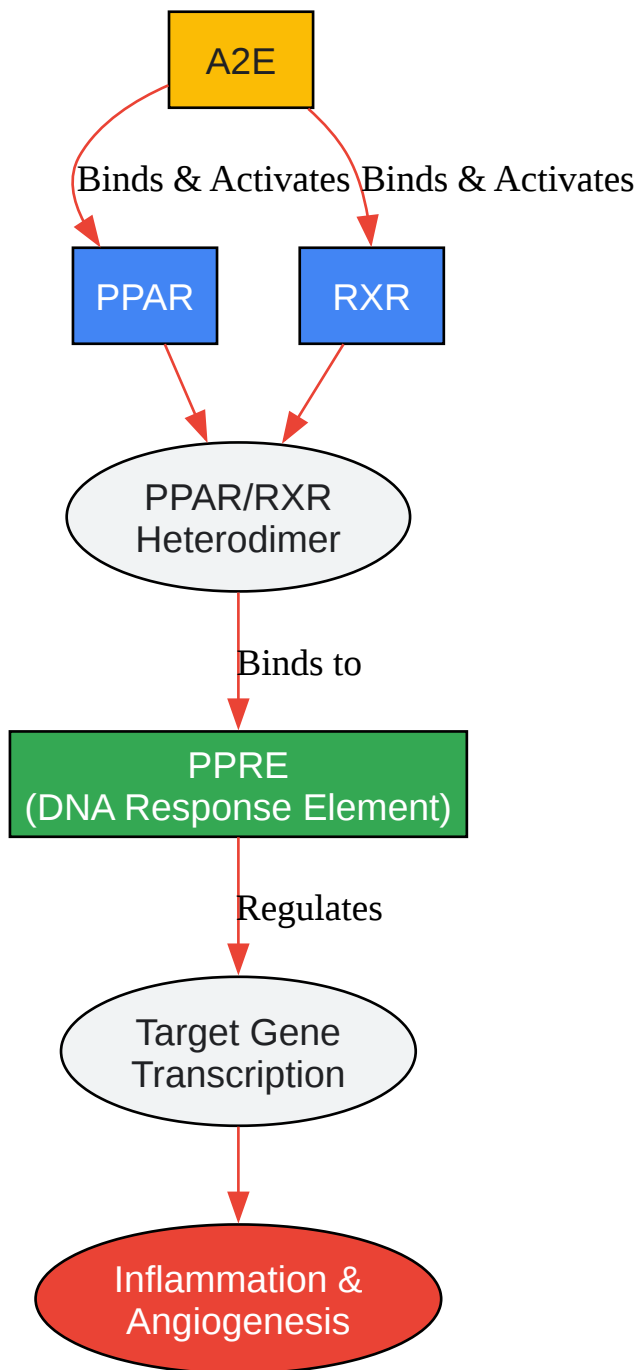 A2E
Binds & Activates
Binds & Activates
PPAR
RXR
PPAR/RXR
Heterodimer
Binds to
PPRE
(DNA Response Element)
Regulates
Target Gene
Transcription
Inflammation &
Angiogenesis